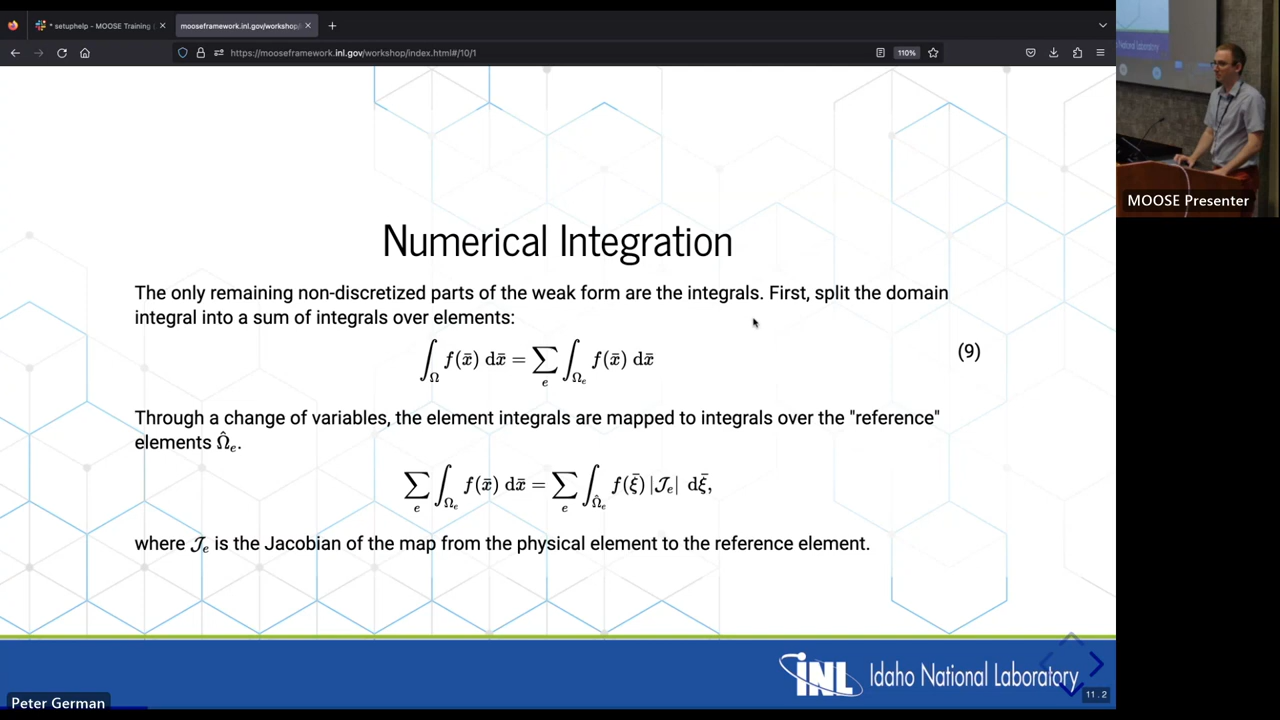 * setuphelp - MOOSE Training
mooseframework.inl.gov/workshop/
https://mooseframework.inl.gov/workshop/index.html#/10/1
110%
MOOSE Presenter
Numerical Integration
The only remaining non-discretized parts of the weak form are the integrals. First, split the domain
integral into a sum of integrals over elements:
∫_Ω f(x̄) dx̄ = ∑_e ∫_{Ω_e} f(x̄) dx̄
(9)
Through a change of variables, the element integrals are mapped to integrals over the "reference"
elements Ω̂_e.
∑_e ∫_{Ω_e} f(x̄) dx̄ = ∑_e ∫_{Ω̂_e} f(ξ̄) |𝒥_e| dξ̄,
where 𝒥_e is the Jacobian of the map from the physical element to the reference element.
INL Idaho National Laboratory
11.2
Peter German